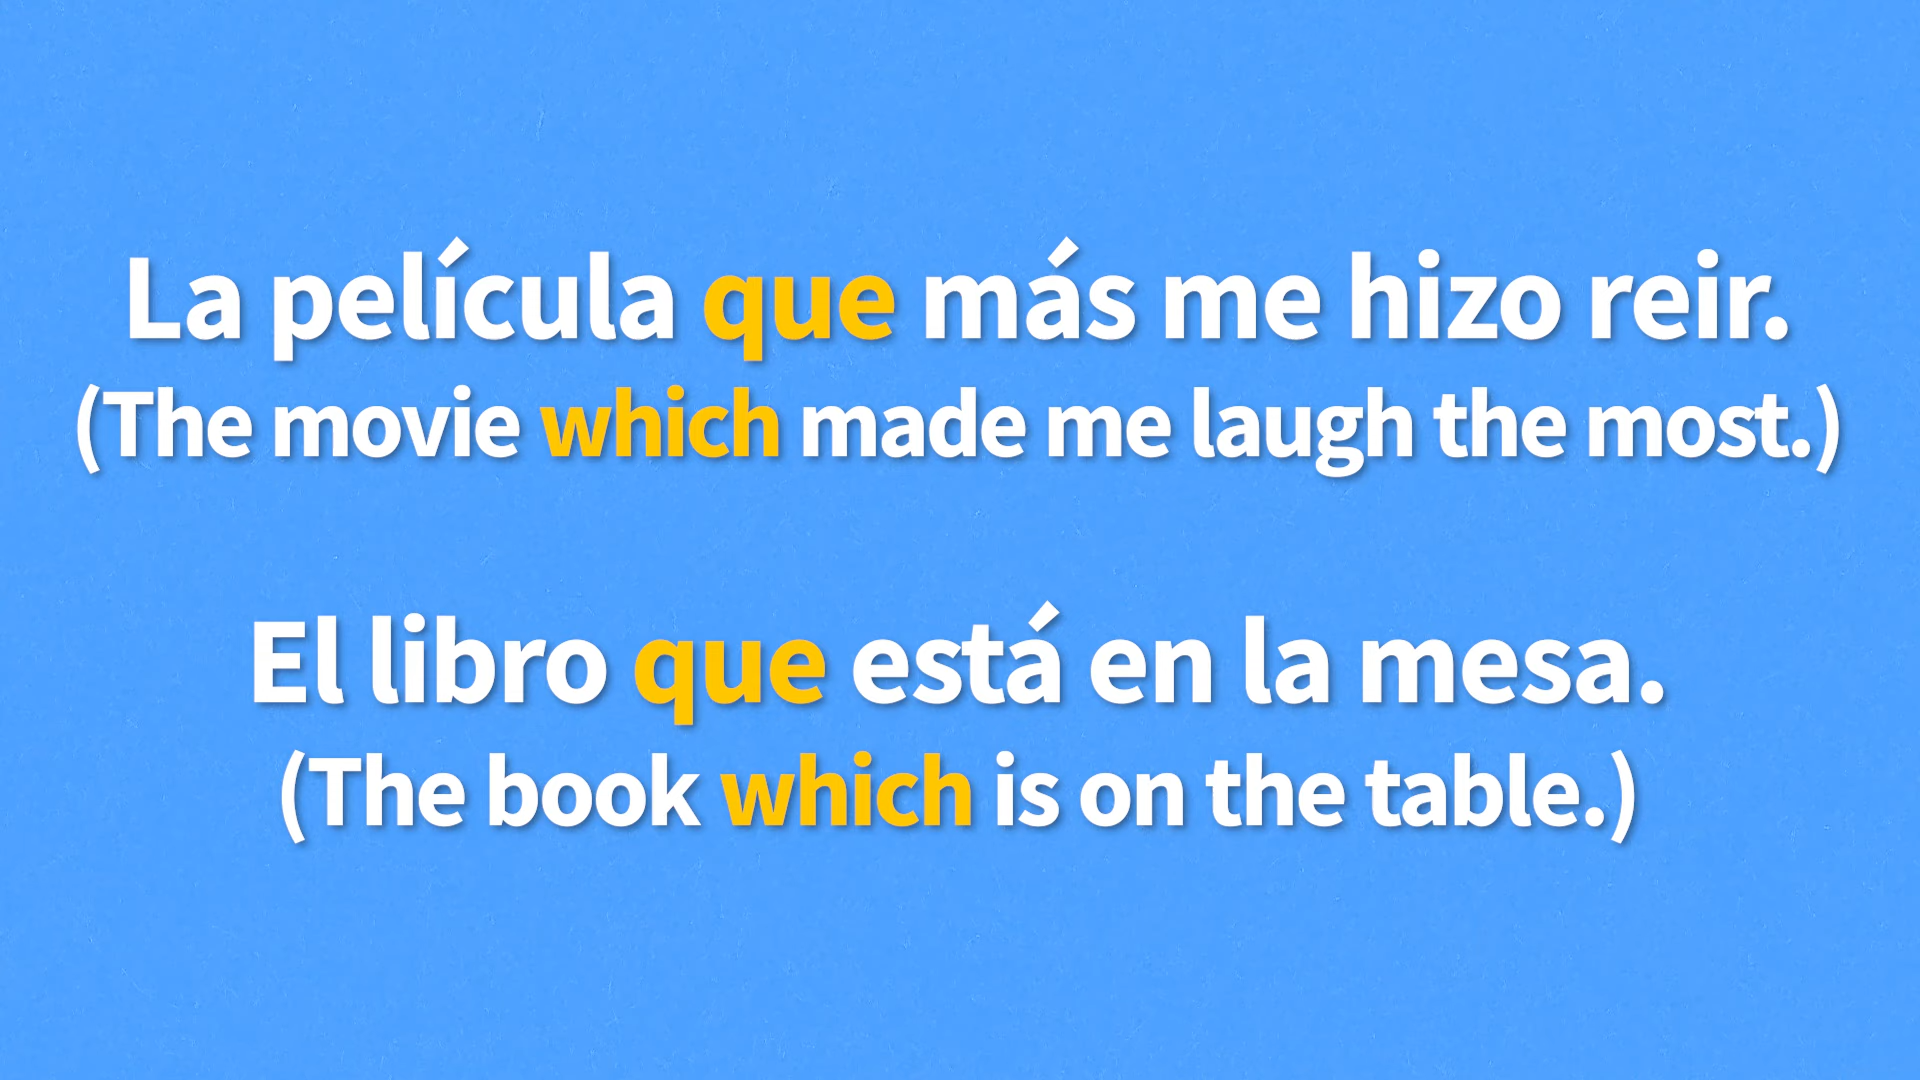 La película que más me hizo reir.
(The movie which made me laugh the most.)
El libro que está en la mesa.
(The book which is on the table.)